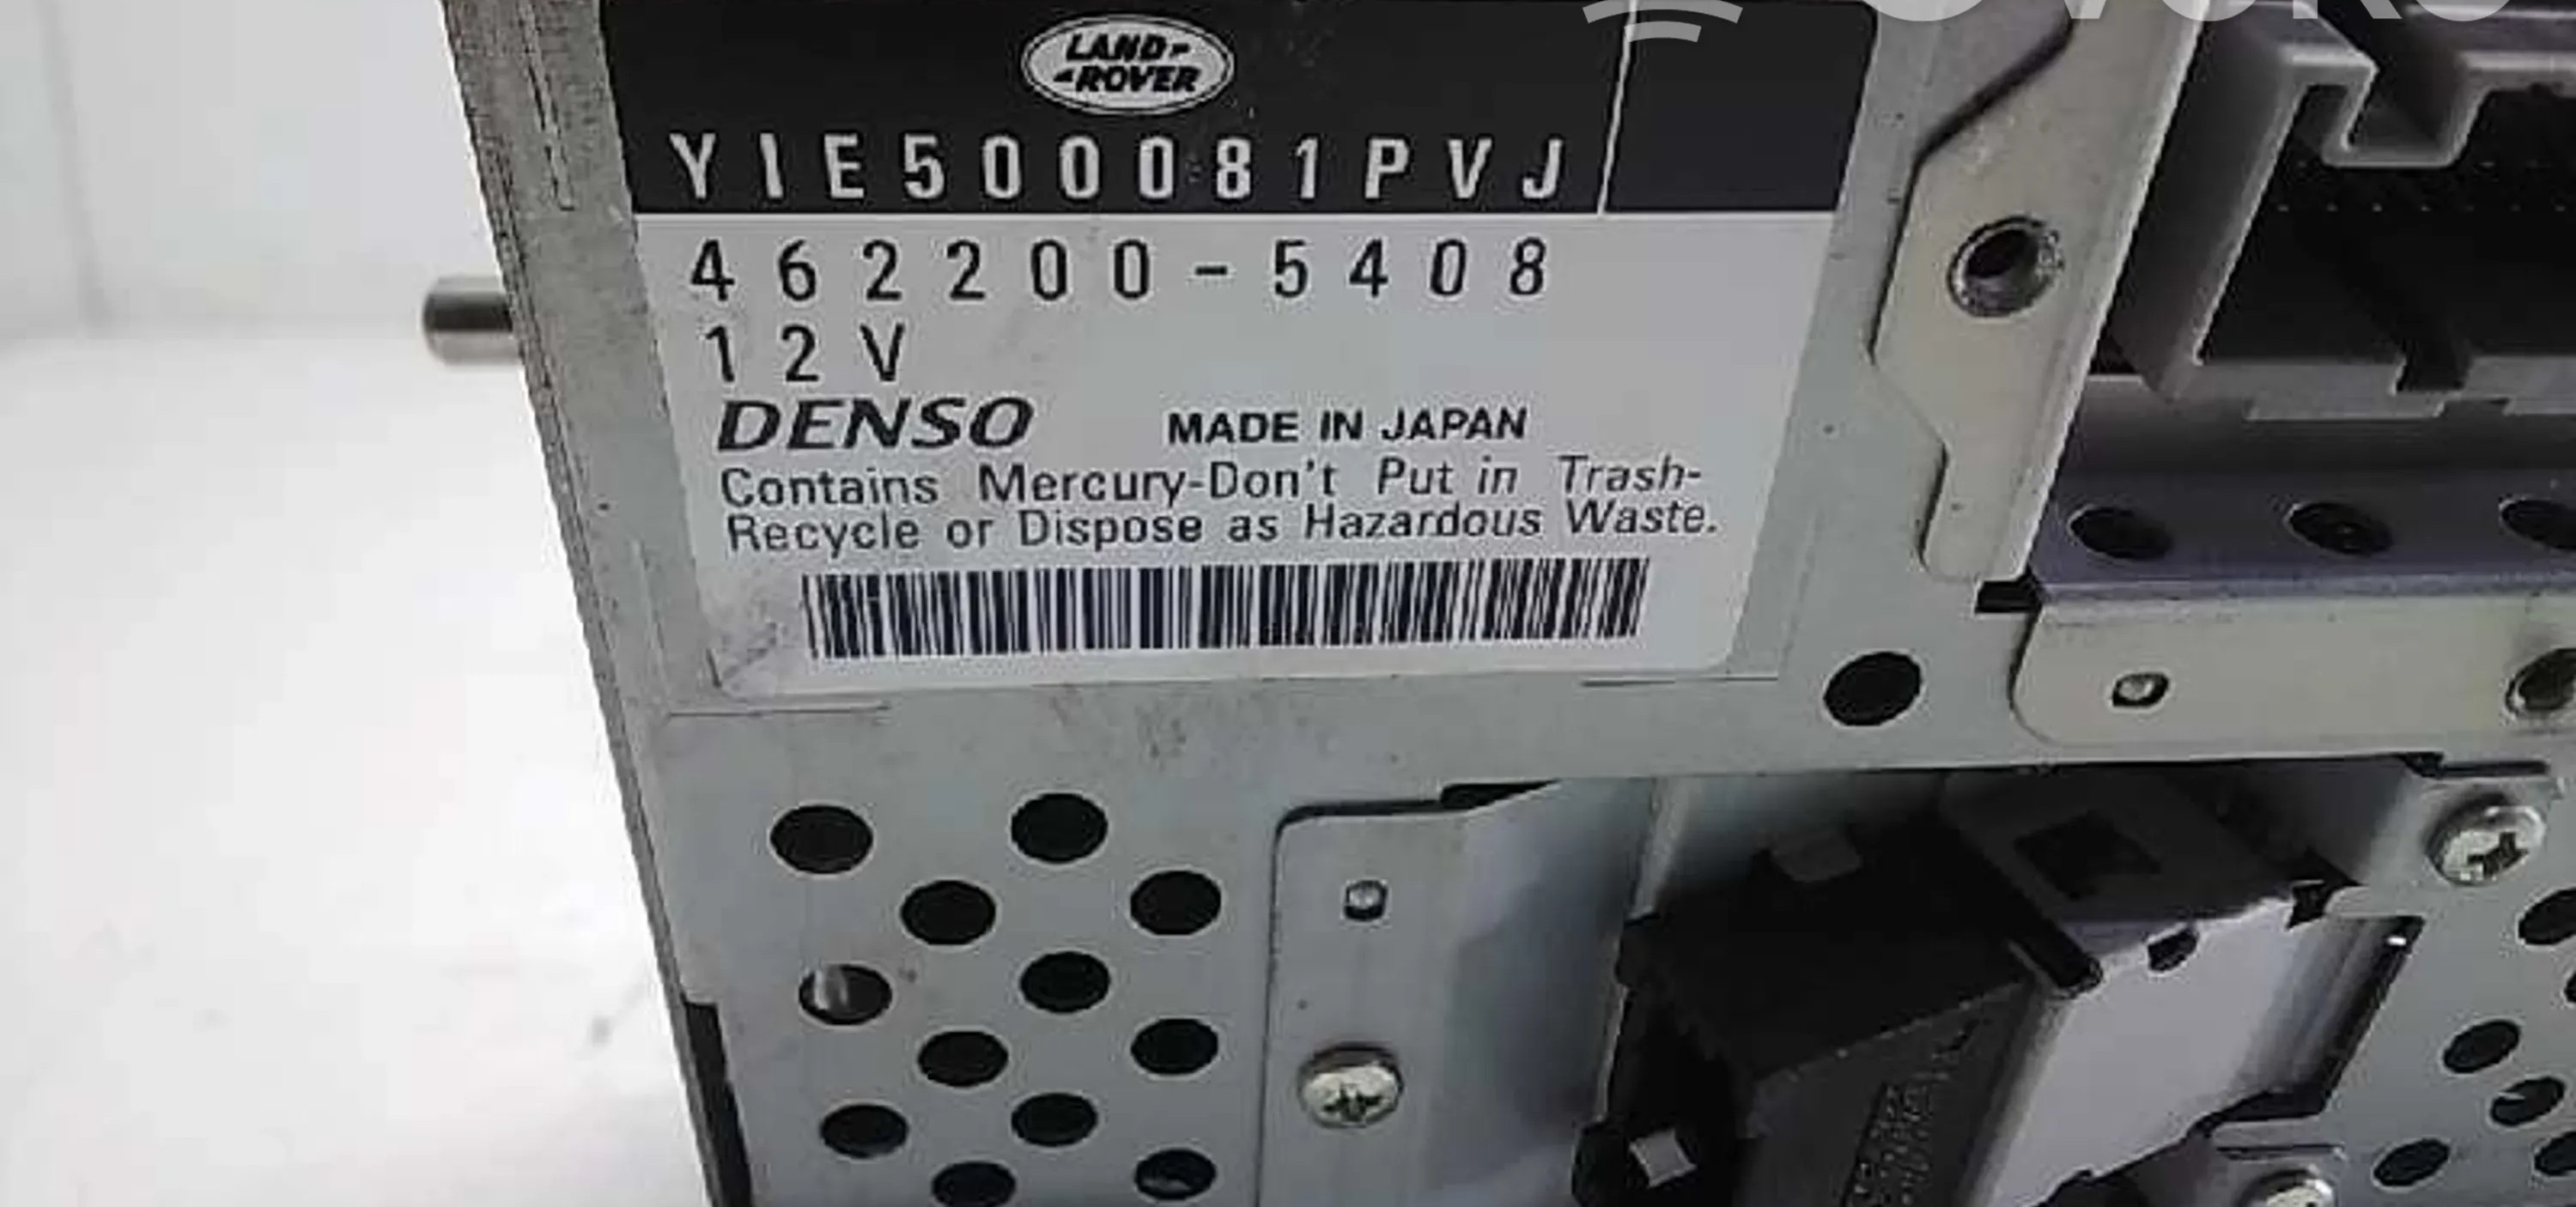 LAND-
-ROVER
YIE500081PVJ
462200-5408
12V
DENSO MADE IN JAPAN
Contains Mercury-Don't Put in Trash-
Recycle or Dispose as Hazardous Waste.